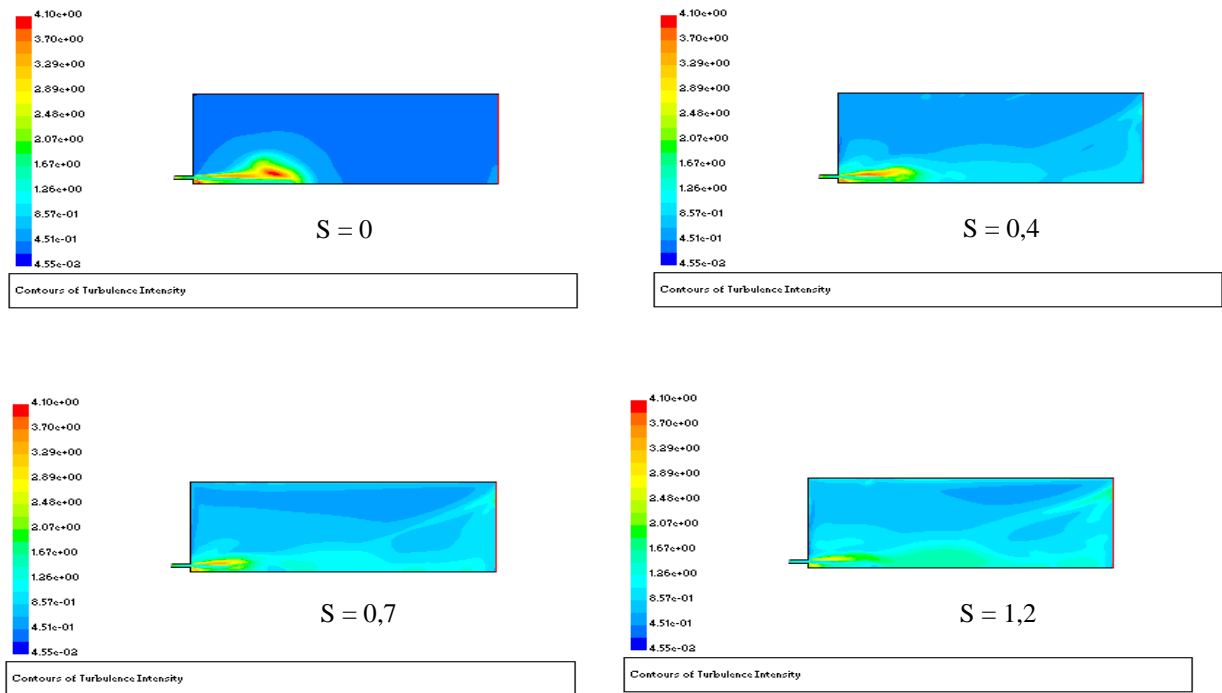 4.10e+00
3.70e+00
3.29e+00
2.89e+00
2.48e+00
2.07e+00
1.67e+00
1.26e+00
8.57e-01
4.51e-01
4.55e-02
S = 0
Contours of Turbulence Intensity
4.10e+00
3.70e+00
3.29e+00
2.89e+00
2.48e+00
2.07e+00
1.67e+00
1.26e+00
8.57e-01
4.51e-01
4.55e-02
S = 0,4
Contours of Turbulence Intensity
4.10e+00
3.70e+00
3.29e+00
2.89e+00
2.48e+00
2.07e+00
1.67e+00
1.26e+00
8.57e-01
4.51e-01
4.55e-02
S = 0,7
Contours of Turbulence Intensity
4.10e+00
3.70e+00
3.29e+00
2.89e+00
2.48e+00
2.07e+00
1.67e+00
1.26e+00
8.57e-01
4.51e-01
4.55e-02
S = 1,2
Contours of Turbulence Intensity